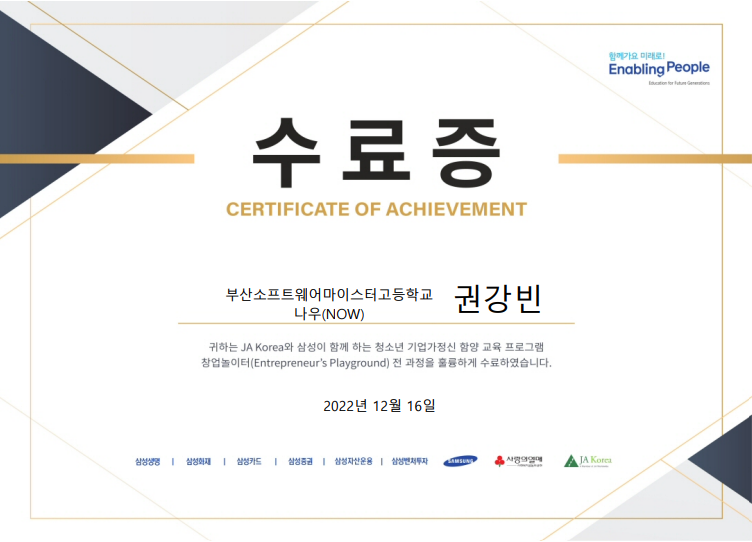 함께가요 미래로!
Enabling People
Education for Future Generations
수료증
CERTIFICATE OF ACHIEVEMENT
부산소프트웨어마이스터고등학교 권강빈
나우(NOW)
귀하는 JA Korea와 삼성이 함께 하는 청소년 기업가정신 함양 교육 프로그램
창업놀이터(Entrepreneur's Playground) 전 과정을 훌륭하게 수료하였습니다.
2022년 12월 16일
삼성생명 | 삼성화재 | 삼성카드 | 삼성증권 | 삼성자산운용 | 삼성벤처투자 SAMSUNG 사랑의열매 JA Korea